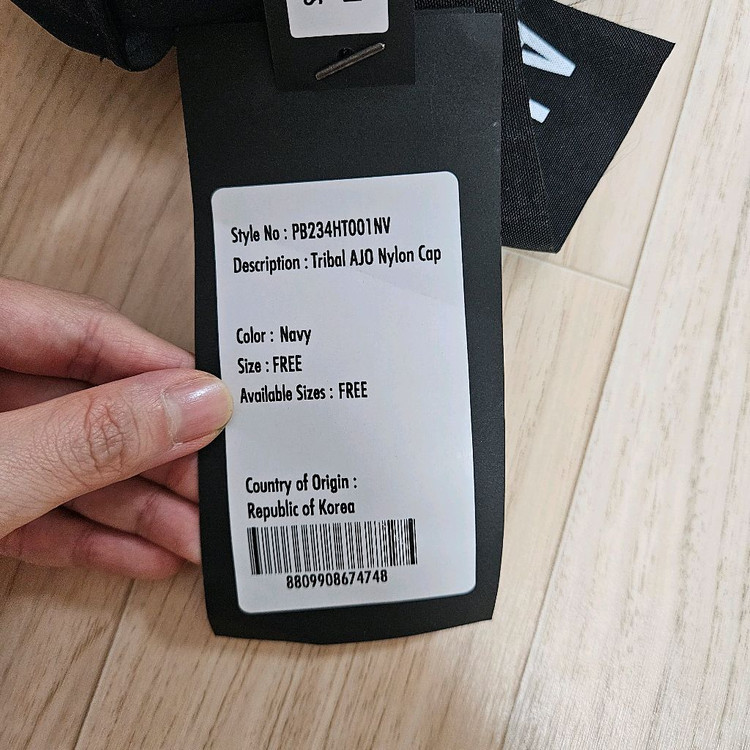 Style No : PB234HT001NV
Description : Tribal AJO Nylon Cap
Color : Navy
Size : FREE
Available Sizes : FREE
Country of Origin :
Republic of Korea
8809908674748